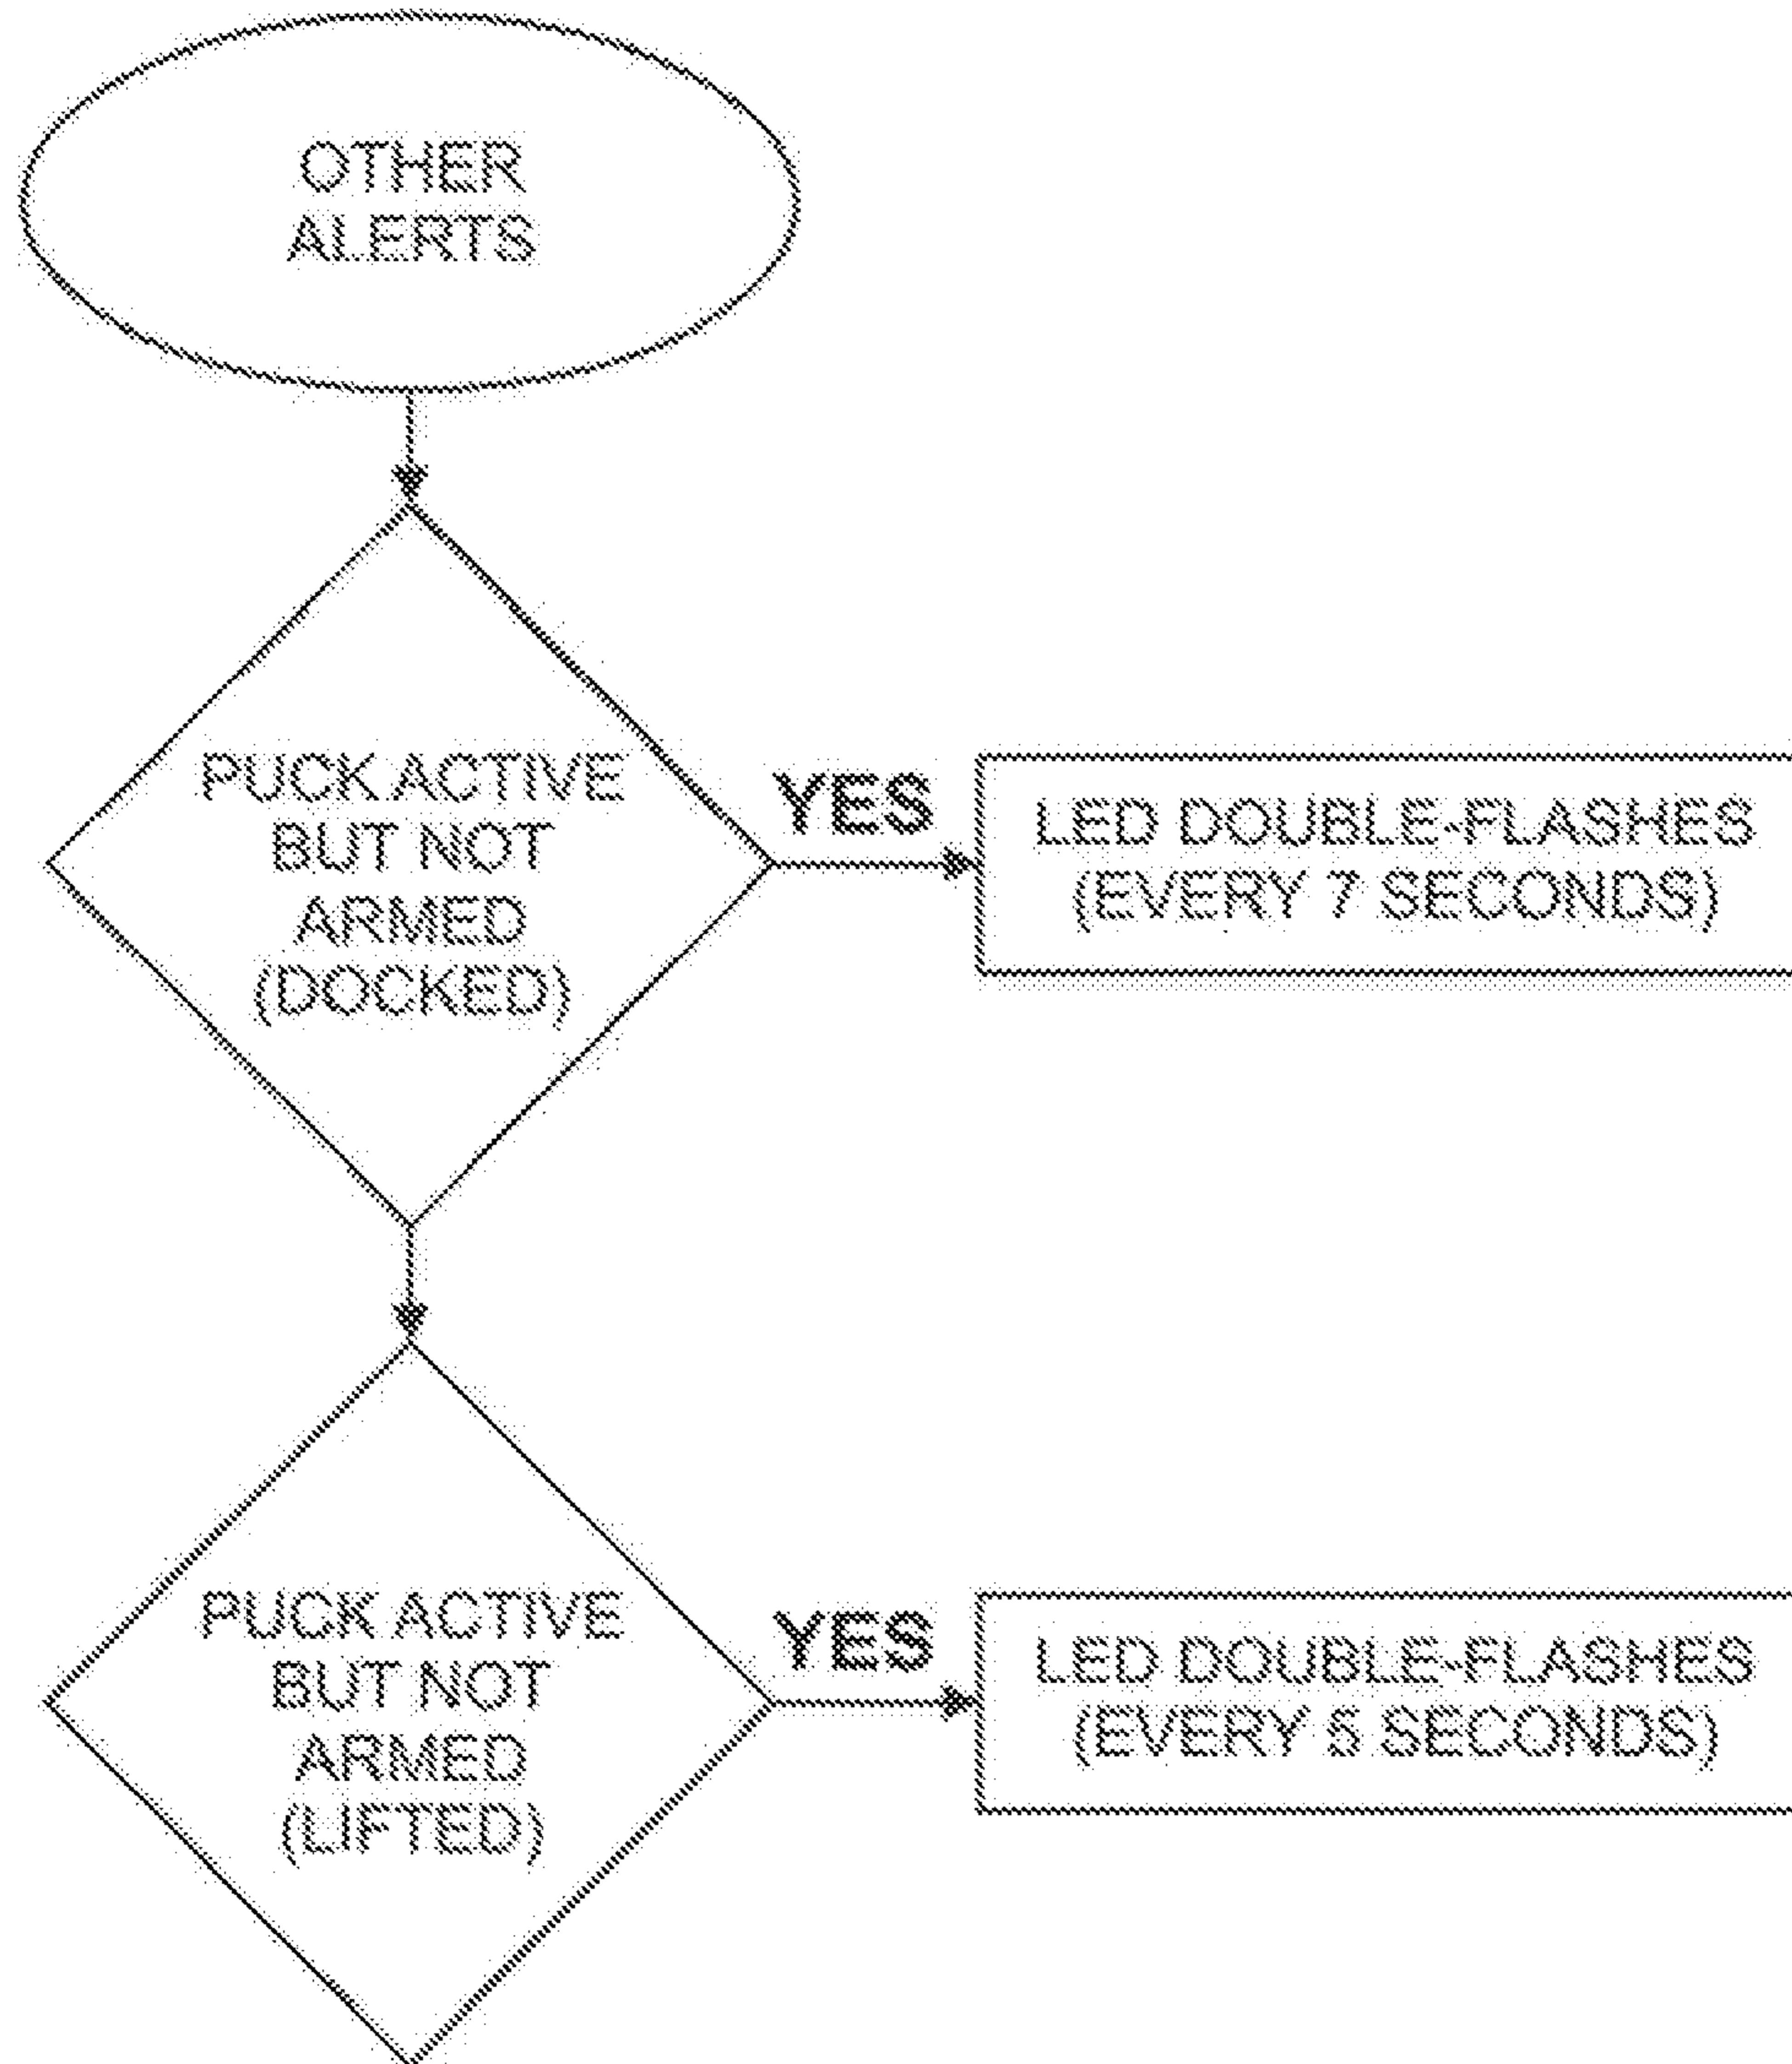 OTHER
ALERTS
PUCK ACTIVE
BUT NOT
ARMED
(DOCKED)
YES
LED DOUBLE-FLASHES
(EVERY 7 SECONDS)
PUCK ACTIVE
BUT NOT
ARMED
(LIFTED)
YES
LED DOUBLE-FLASHES
(EVERY 5 SECONDS)